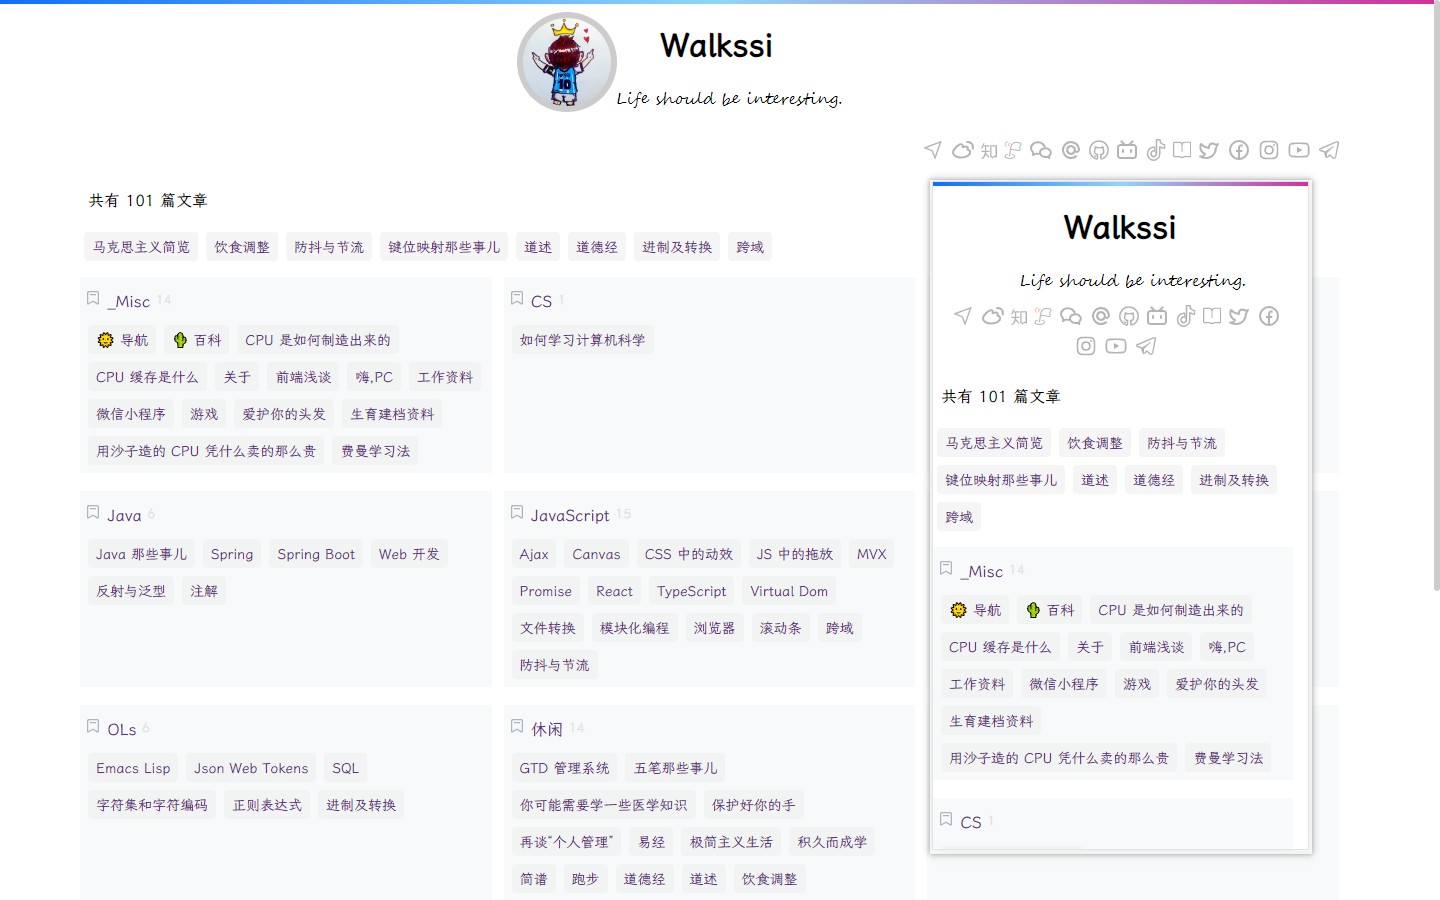 Walkssi
Life should be interesting.
共有 101 篇文章
马克思主义简览 饮食调整 防抖与节流 键位映射那些事儿 道述 道德经 进制及转换 跨域
_Misc 14
导航 百科 CPU 是如何制造出来的
CPU 缓存是什么 关于 前端浅谈 嗨,PC 工作资料
微信小程序 游戏 爱护你的头发 生育建档资料
用沙子造的 CPU 凭什么卖的那么贵 费曼学习法
CS 1
如何学习计算机科学
Java 6
Java 那些事儿 Spring Spring Boot Web 开发
反射与泛型 注解
JavaScript 15
Ajax Canvas CSS 中的动效 JS 中的拖放 MVX
Promise React TypeScript Virtual Dom
文件转换 模块化编程 浏览器 滚动条 跨域
防抖与节流
OLs 6
Emacs Lisp Json Web Tokens SQL
字符集和字符编码 正则表达式 进制及转换
休闲 14
GTD 管理系统 五笔那些事儿
你可能需要学一些医学知识 保护好你的手
再谈“个人管理” 易经 极简主义生活 积久而成学
简谱 跑步 道德经 道述 饮食调整
知
Walkssi
Life should be interesting.
知
共有 101 篇文章
马克思主义简览 饮食调整 防抖与节流
键位映射那些事儿 道述 道德经 进制及转换
跨域
_Misc 14
导航 百科 CPU 是如何制造出来的
CPU 缓存是什么 关于 前端浅谈 嗨,PC
工作资料 微信小程序 游戏 爱护你的头发
生育建档资料
用沙子造的 CPU 凭什么卖的那么贵 费曼学习法
CS 1